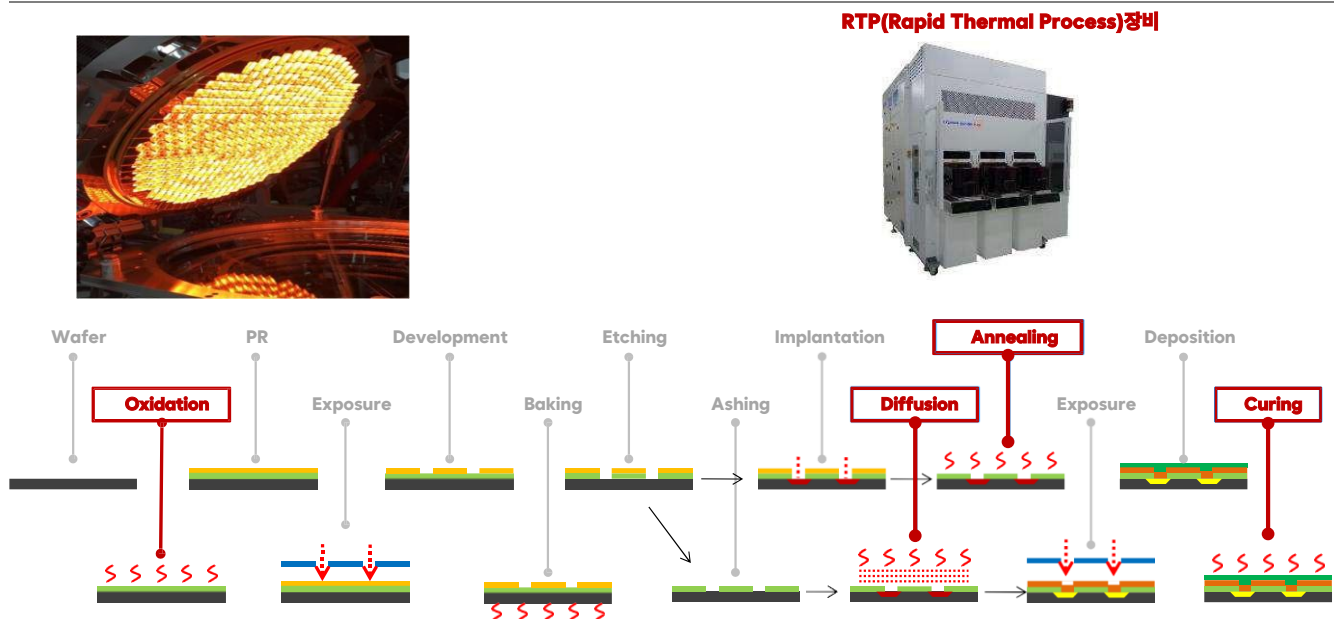 RTP(Rapid Thermal Process)장비
Wafer
PR
Development
Etching
Implantation
Annealing
Deposition
Oxidation
Exposure
Baking
Ashing
Diffusion
Exposure
Curing